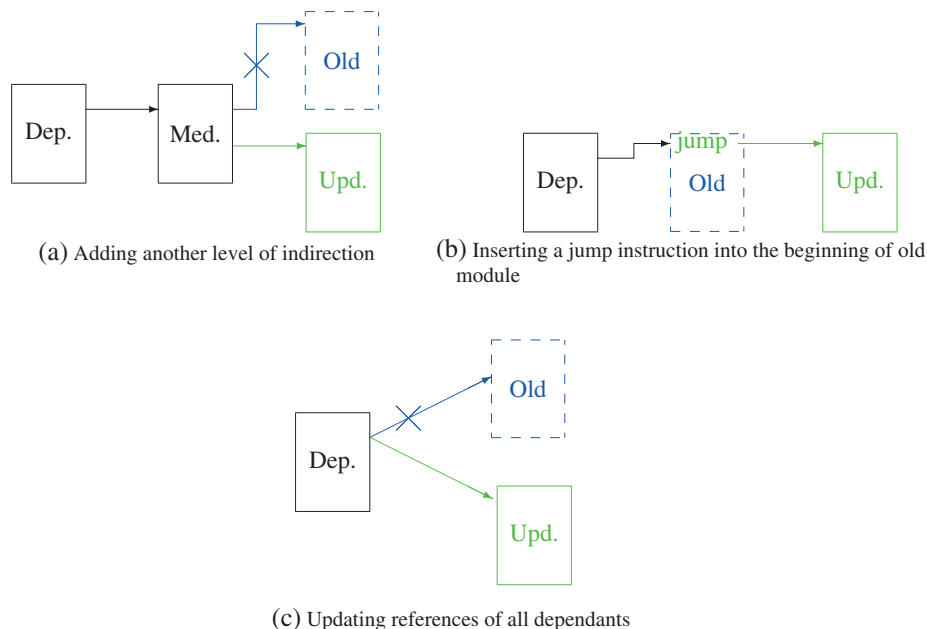 Old
Dep.
Med.
Upd.
(a) Adding another level of indirection
jump
Dep.
Old
Upd.
(b) Inserting a jump instruction into the beginning of old
module
Old
Dep.
Upd.
(c) Updating references of all dependants